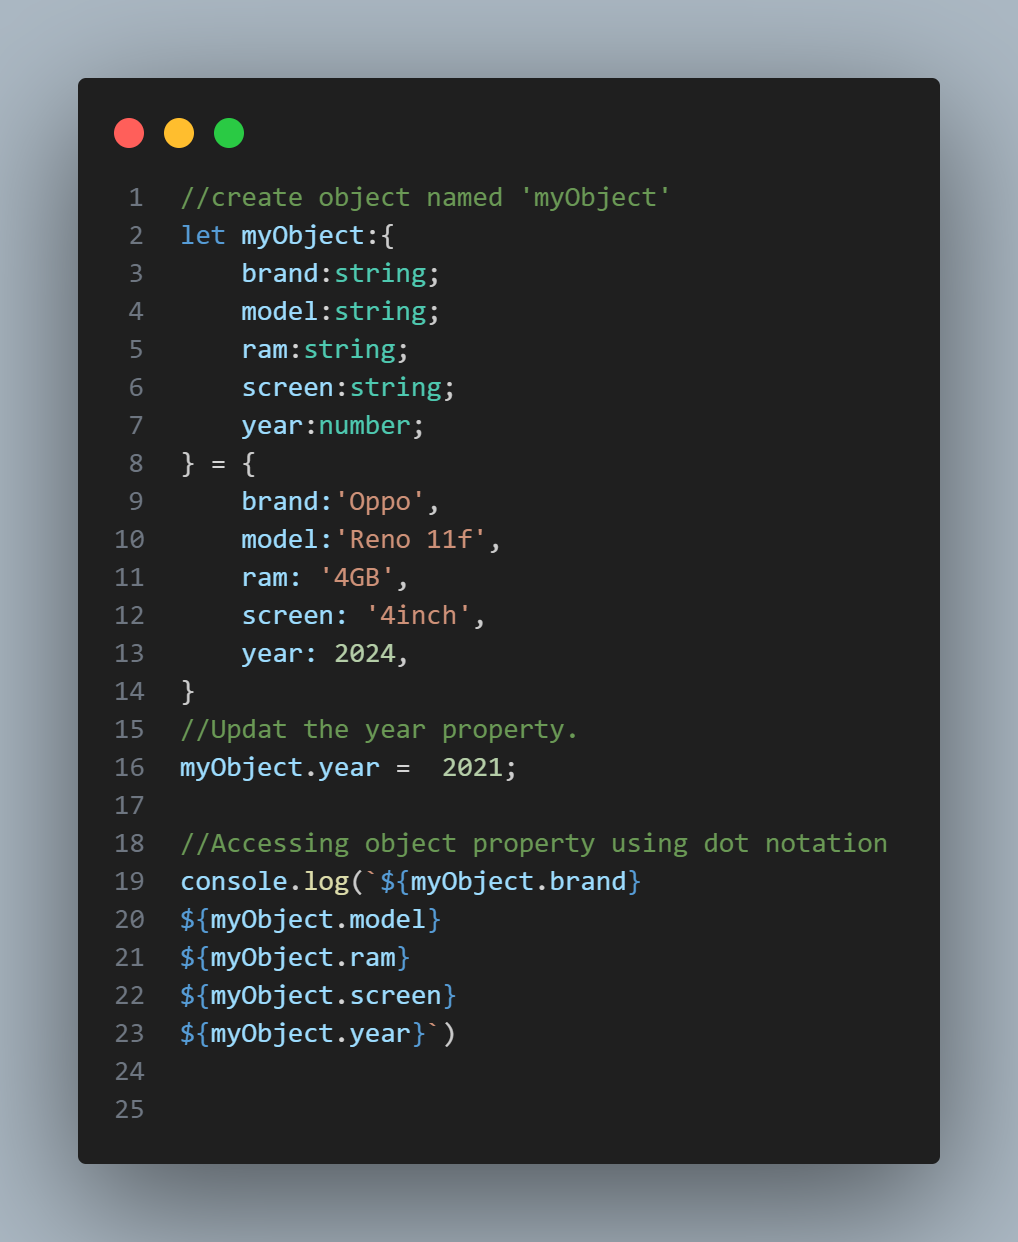 1 //create object named 'myObject'
2 let myObject:{
3     brand:string;
4     model:string;
5     ram:string;
6     screen:string;
7     year:number;
8 } = {
9     brand:'Oppo',
10     model:'Reno 11f',
11     ram: '4GB',
12     screen: '4inch',
13     year: 2024,
14 }
15 //Updat the year property.
16 myObject.year =  2021;
17
18 //Accessing object property using dot notation
19 console.log(`${myObject.brand}
20 ${myObject.model}
21 ${myObject.ram}
22 ${myObject.screen}
23 ${myObject.year}`)
24
25